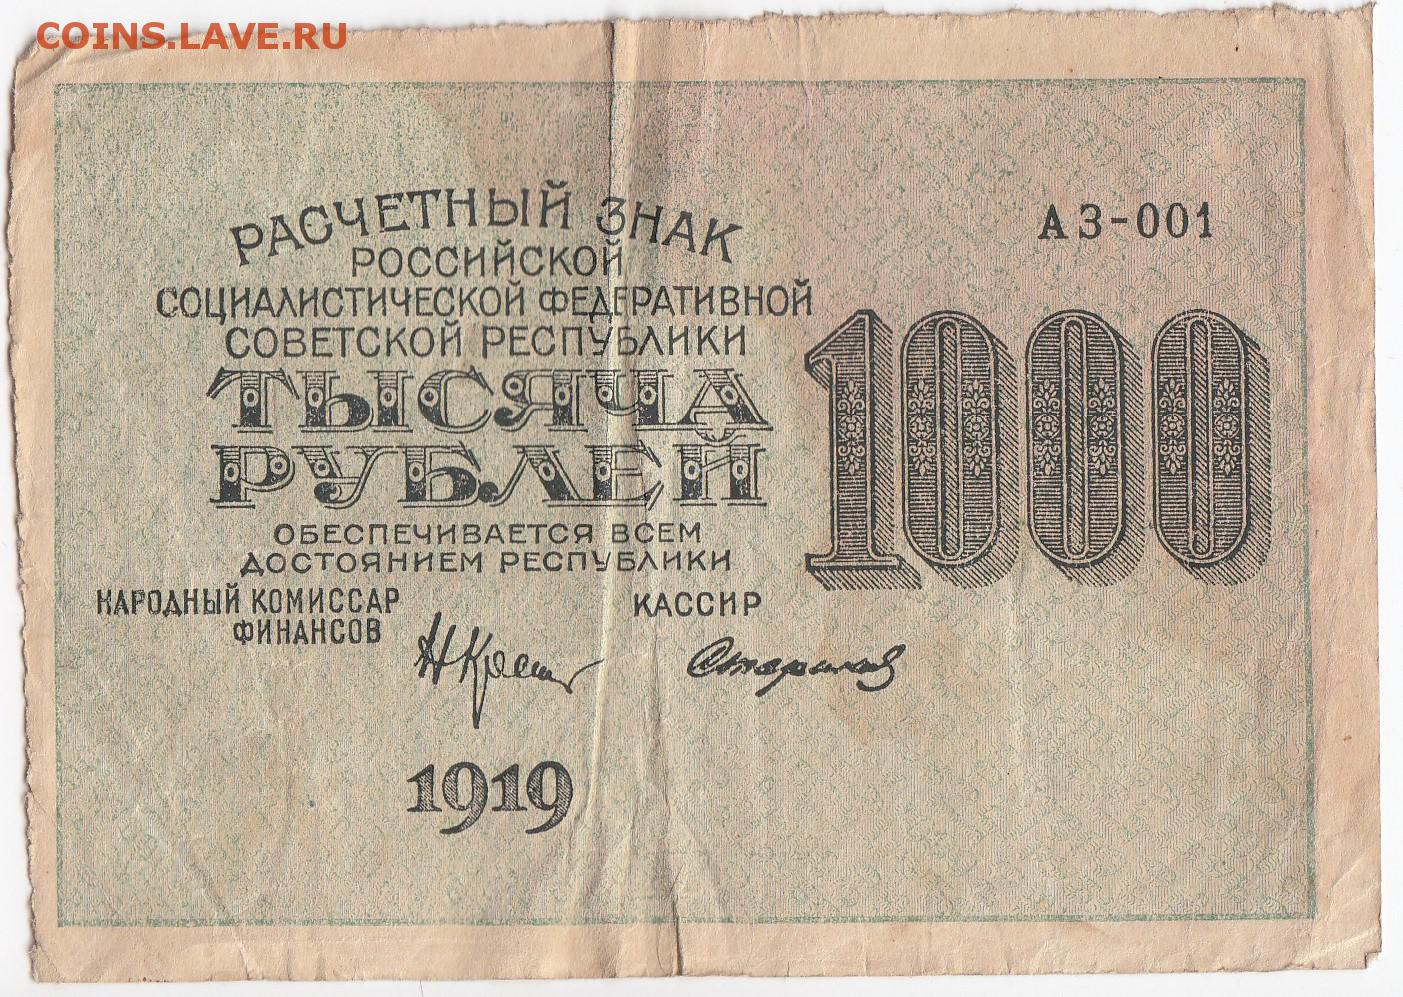 COINS.LAVE.RU
РАСЧЕТНЫЙ ЗНАК
РОССИЙСКОЙ
СОЦИАЛИСТИЧЕСКОЙ ФЕДЕРАТИВНОЙ
СОВЕТСКОЙ РЕСПУБЛИКИ
ТЫСЯЧА
РУБЛЕЙ
ОБЕСПЕЧИВАЕТСЯ ВСЕМ
ДОСТОЯНИЕМ РЕСПУБЛИКИ
НАРОДНЫЙ КОМИССАР
ФИНАНСОВ
КАССИР
1919
АЗ-001
1000